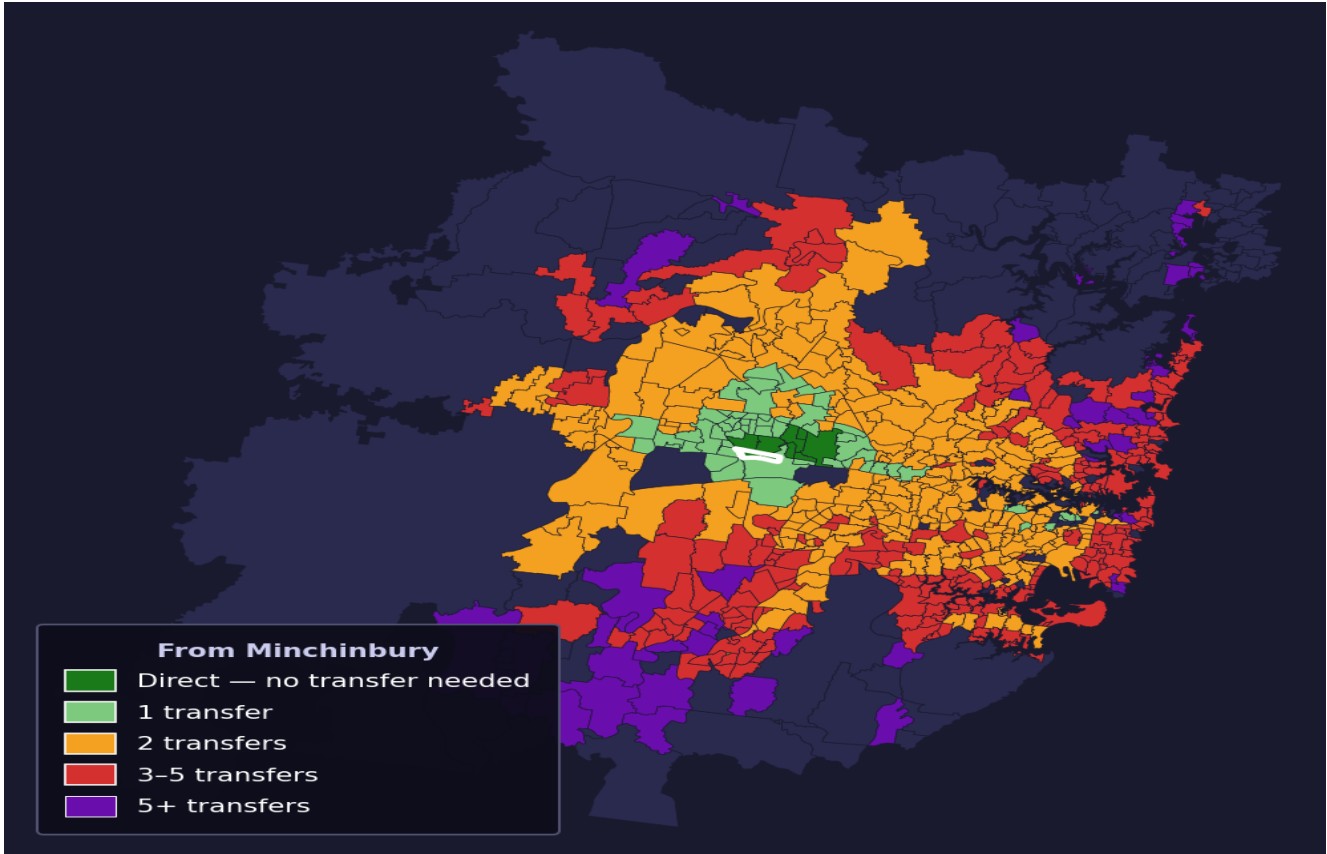 From Minchinbury
Direct — no transfer needed
1 transfer
2 transfers
3–5 transfers
5+ transfers